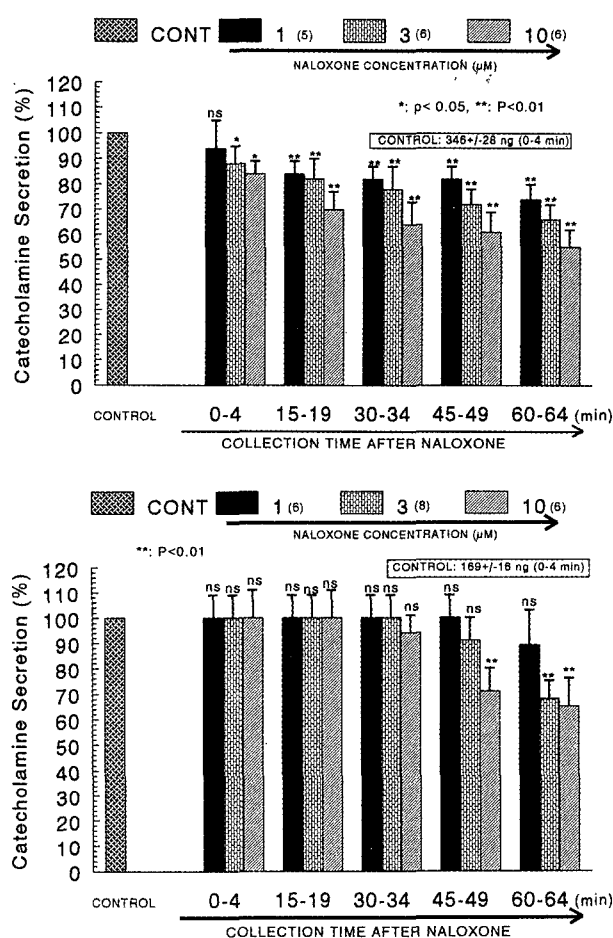 CONT 1 (5) 3 (6) 10 (6)
NALOXONE CONCENTRATION (µM)
*: p< 0.05, **: P<0.01
CONTROL: 346+/-28 ng (0-4 min)
Catecholamine Secretion (%)
120
110
100
90
80
70
60
50
40
30
20
10
0
ns * * ** ** ** ** ** ** ** ** ** ** ** **
CONTROL 0-4 15-19 30-34 45-49 60-64 (min)
COLLECTION TIME AFTER NALOXONE
CONT 1 (6) 3 (8) 10 (6)
NALOXONE CONCENTRATION (µM)
**: P<0.01
CONTROL: 169+/-16 ng (0-4 min)
Catecholamine Secretion (%)
120
110
100
90
80
70
60
50
40
30
20
10
0
ns ns ns ns ns ns ns ns ns ns ns ** ns ** **
CONTROL 0-4 15-19 30-34 45-49 60-64 (min)
COLLECTION TIME AFTER NALOXONE